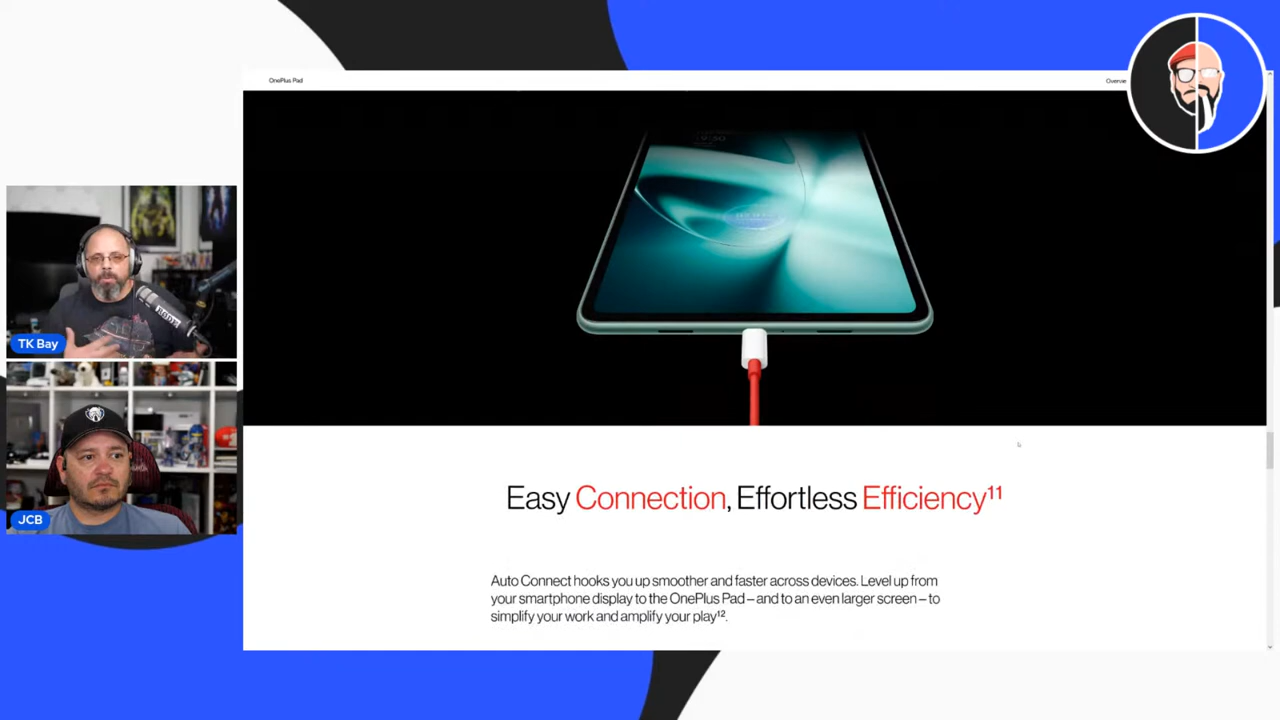 OnePlus Pad
Overvie
TK Bay
RODE
JCB
Easy Connection, Effortless Efficiency¹¹
Auto Connect hooks you up smoother and faster across devices. Level up from
your smartphone display to the OnePlus Pad – and to an even larger screen – to
simplify your work and amplify your play¹².